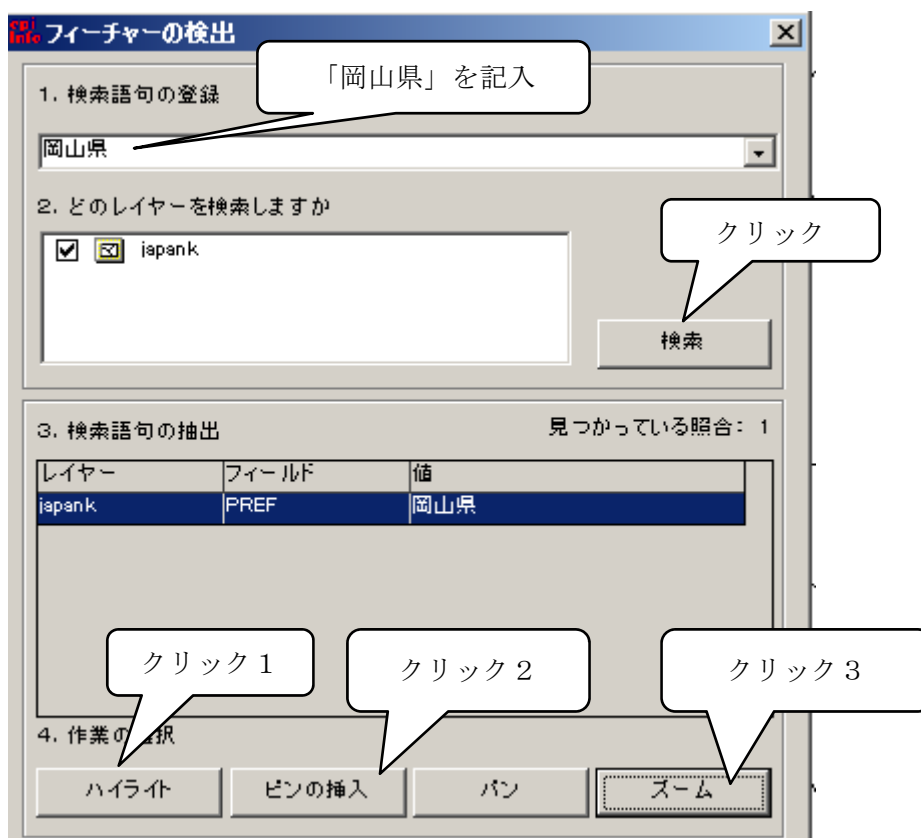 epi info フィーチャーの検出
「岡山県」を記入
1. 検索語句の登録
岡山県
2. どのレイヤーを検索しますか
クリック
japank
検索
3. 検索語句の抽出 見つかっている照合: 1
レイヤー フィールド 値
japank PREF 岡山県
クリック1 クリック2 クリック3
4. 作業の選択
ハイライト ピンの挿入 パン ズーム